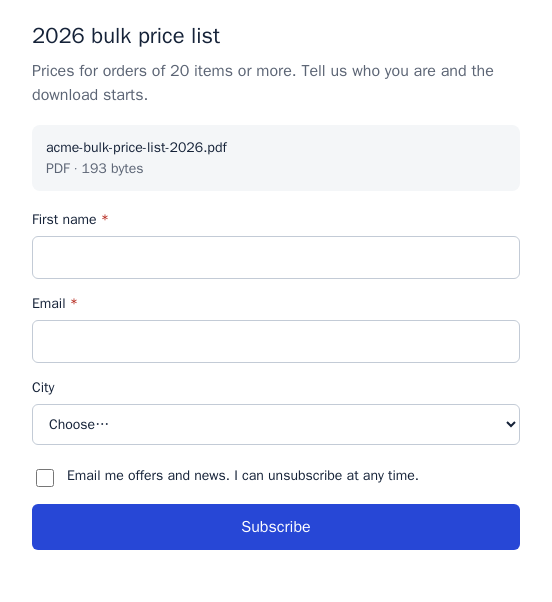 2026 bulk price list
Prices for orders of 20 items or more. Tell us who you are and the
download starts.
acme-bulk-price-list-2026.pdf
PDF · 193 bytes
First name *
Email *
City
Choose···
Email me offers and news. I can unsubscribe at any time.
Subscribe